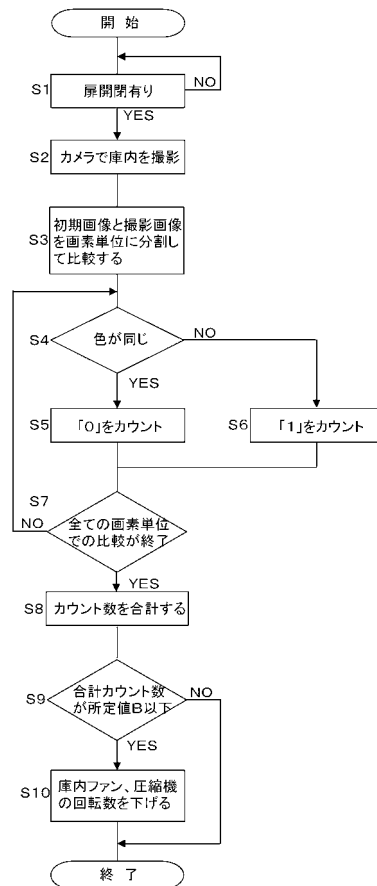 開 始
S1
扉開閉有り
NO
YES
S2
カメラで庫内を撮影
S3
初期画像と撮影画像
を画素単位に分割し
て比較する
S4
色が同じ
NO
YES
S5
「0」をカウント
S6
「1」をカウント
S7
全ての画素単位
での比較が終了
NO
YES
S8
カウント数を合計する
S9
合計カウント数
が所定値B以下
NO
YES
S10
庫内ファン、圧縮機
の回転数を下げる
終 了